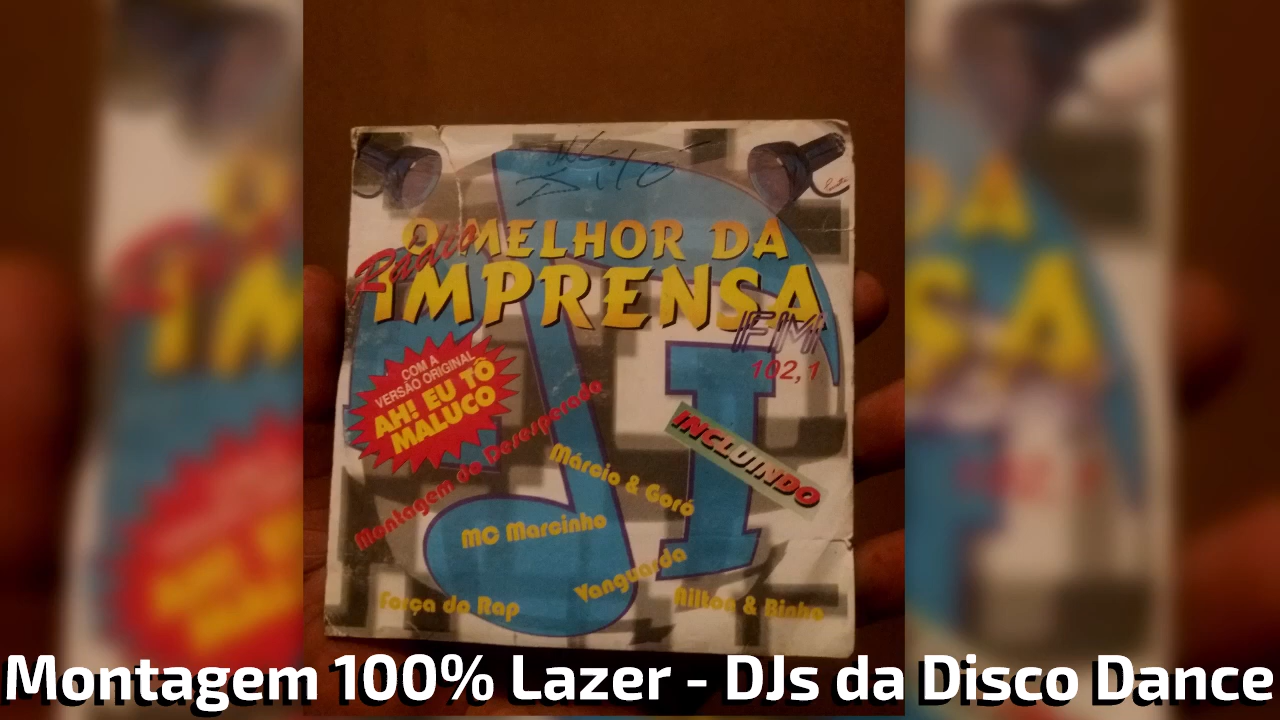 Dito
O MELHOR DA
Rádio
IMPRENSA
FM
102,1
COM A
VERSÃO ORIGINAL
AH! EU TÔ
MALUCO
INCLUINDO
Montagem do Desesperado
Márcio & Goró
MC Marcinho
Vanguarda
Força do Rap
Ailton & Binho
Montagem 100% Lazer - DJs da Disco Dance